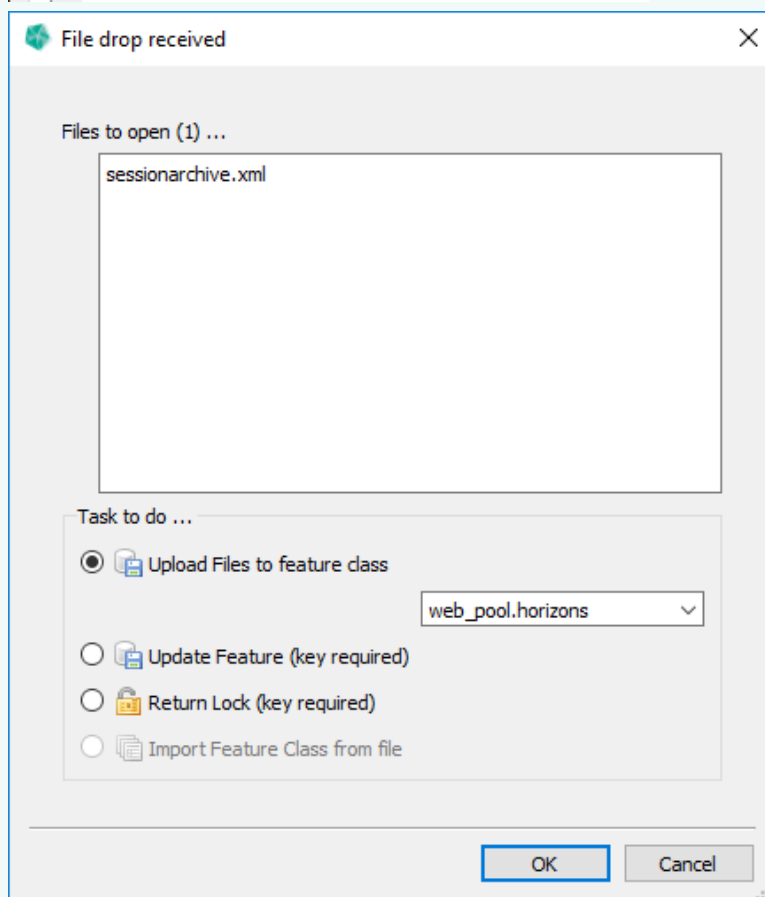 File drop received
Files to open (1) ...
sessionarchive.xml
Task to do ...
Upload Files to feature class
web_pool.horizons
Update Feature (key required)
Return Lock (key required)
Import Feature Class from file
OK Cancel